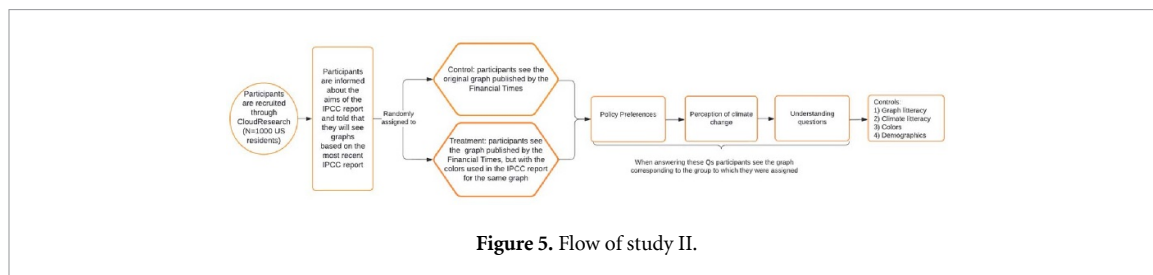 Participants
are recruited
through
CloudResearch
(N=1000 US
residents)
Participants
are informed
about the
aims of the
IPCC report
and told that
they will see
graphs
based on the
most recent
IPCC report
Randomly
assigned to
Control: participants see the
original graph published by the
Financial Times
Treatment: participants see
the graph published by the
Financial Times, but with the
colors used in the IPCC report
for the same graph
Policy Preferences
Perception of climate
change
Understanding
questions
When answering these Qs participants see the graph
corresponding to the group to which they were assigned
Controls:
1) Graph literacy
2) Climate litteracy
3) Colors
4) Demographics
Figure 5. Flow of study II.